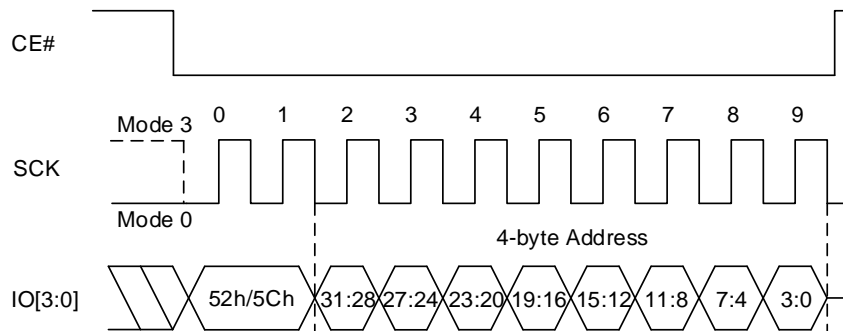 CE#
0 1 2 3 4 5 6 7 8 9
Mode 3
SCK
Mode 0
4-byte Address
IO[3:0] 52h/5Ch 31:28 27:24 23:20 19:16 15:12 11:8 7:4 3:0